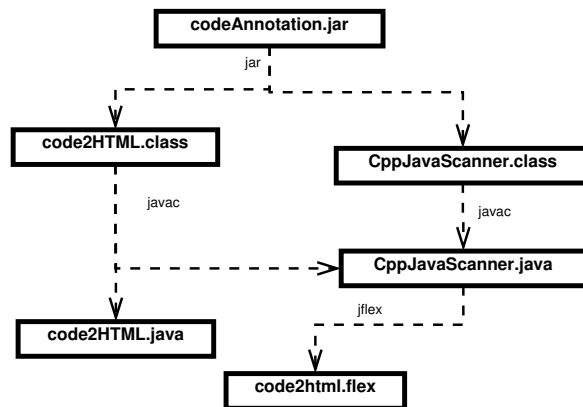 codeAnnotation.jar
jar
code2HTML.class
CppJavaScanner.class
javac
javac
CppJavaScanner.java
code2HTML.java
jflex
code2html.flex